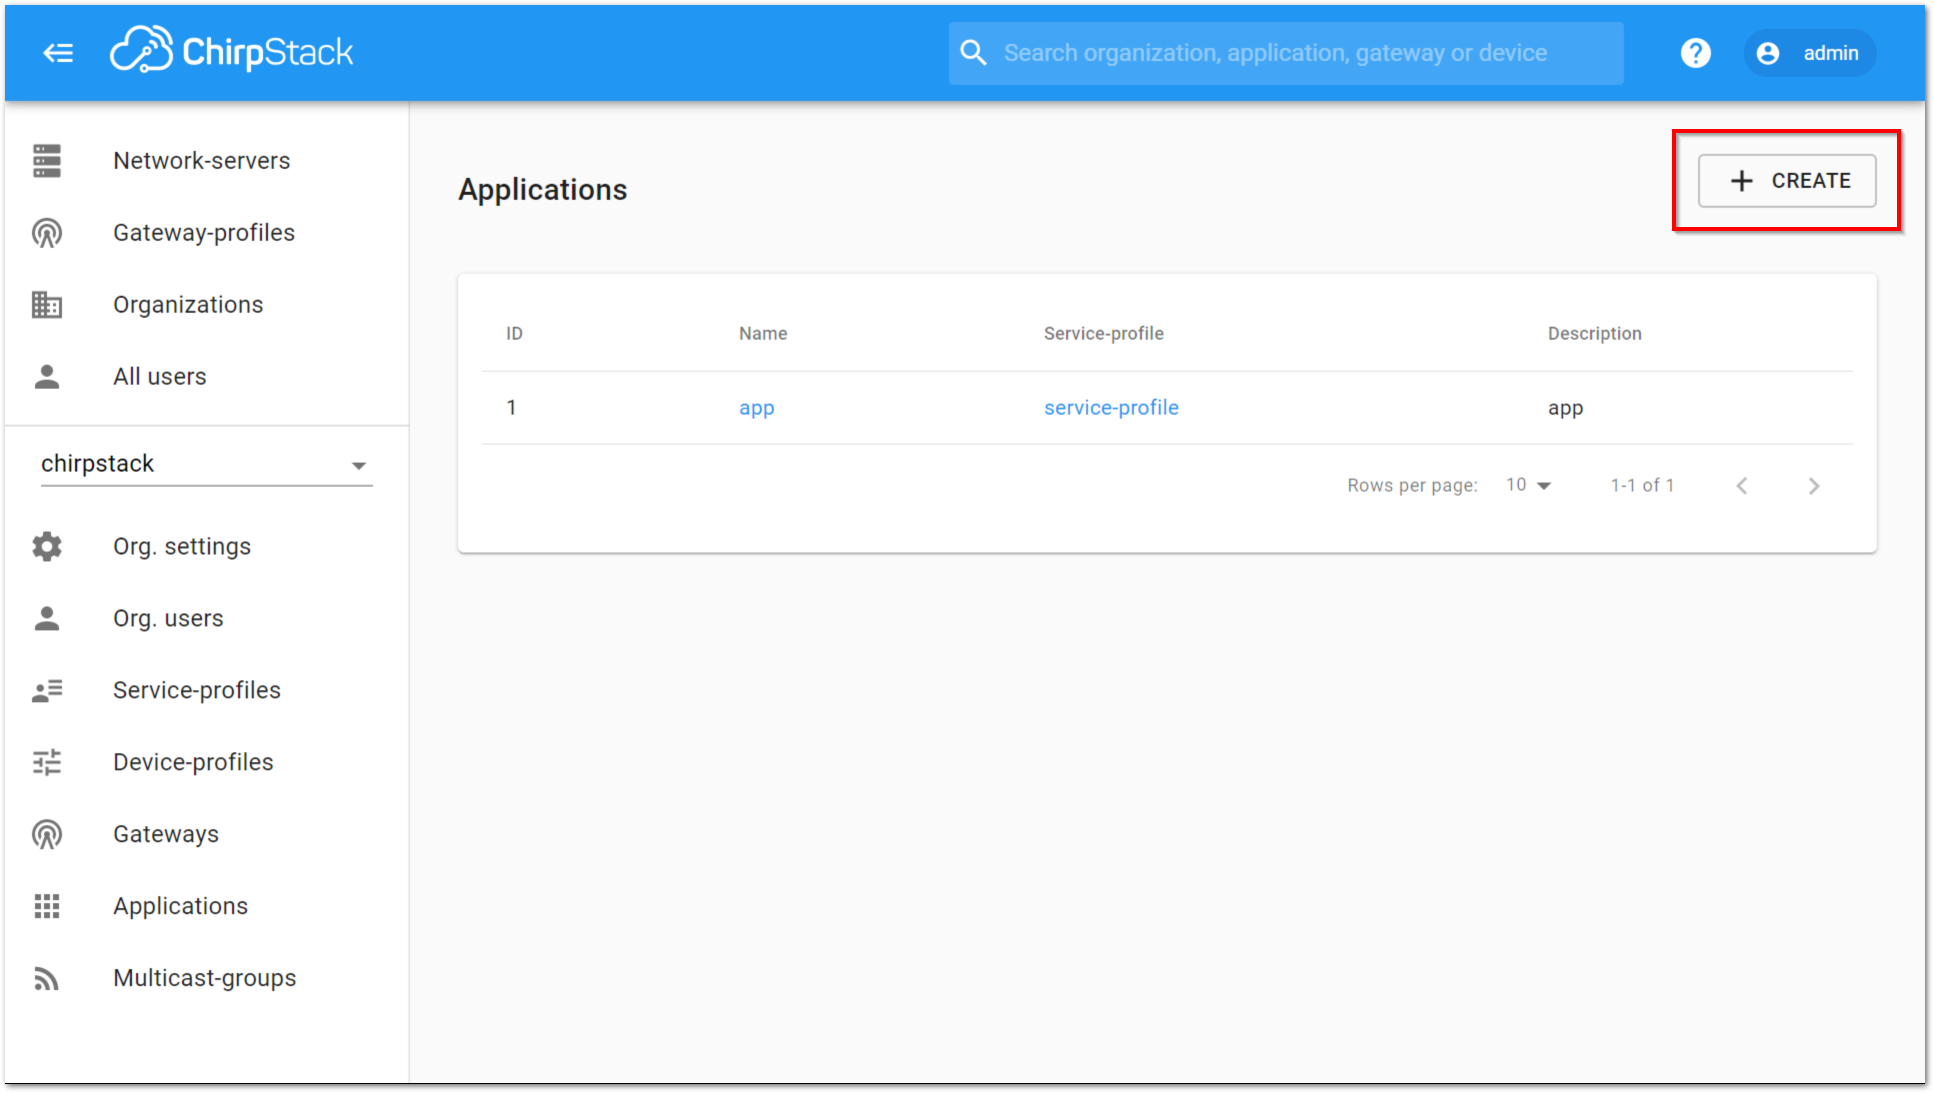 ChirpStack
Search organization, application, gateway or device
? admin
Network-servers
Gateway-profiles
Organizations
All users
chirpstack
Org. settings
Org. users
Service-profiles
Device-profiles
Gateways
Applications
Multicast-groups
Applications
+ CREATE
ID Name Service-profile Description
1 app service-profile app
Rows per page: 10 1-1 of 1